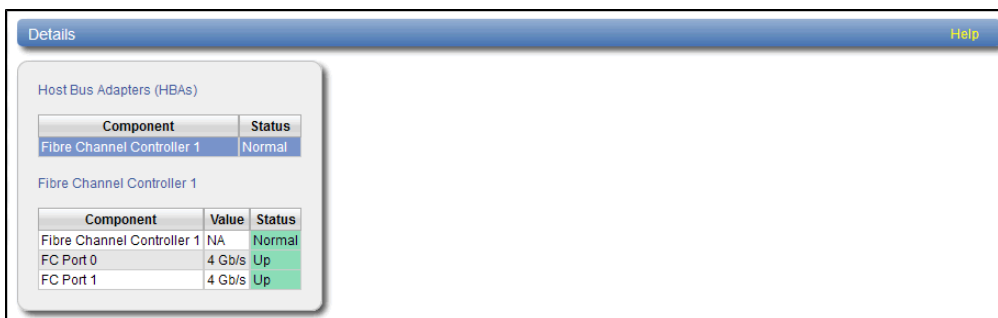 Details Help
Host Bus Adapters (HBAs)
Component Status
Fibre Channel Controller 1 Normal
Fibre Channel Controller 1
Component Value Status
Fibre Channel Controller 1 NA Normal
FC Port 0 4 Gb/s Up
FC Port 1 4 Gb/s Up